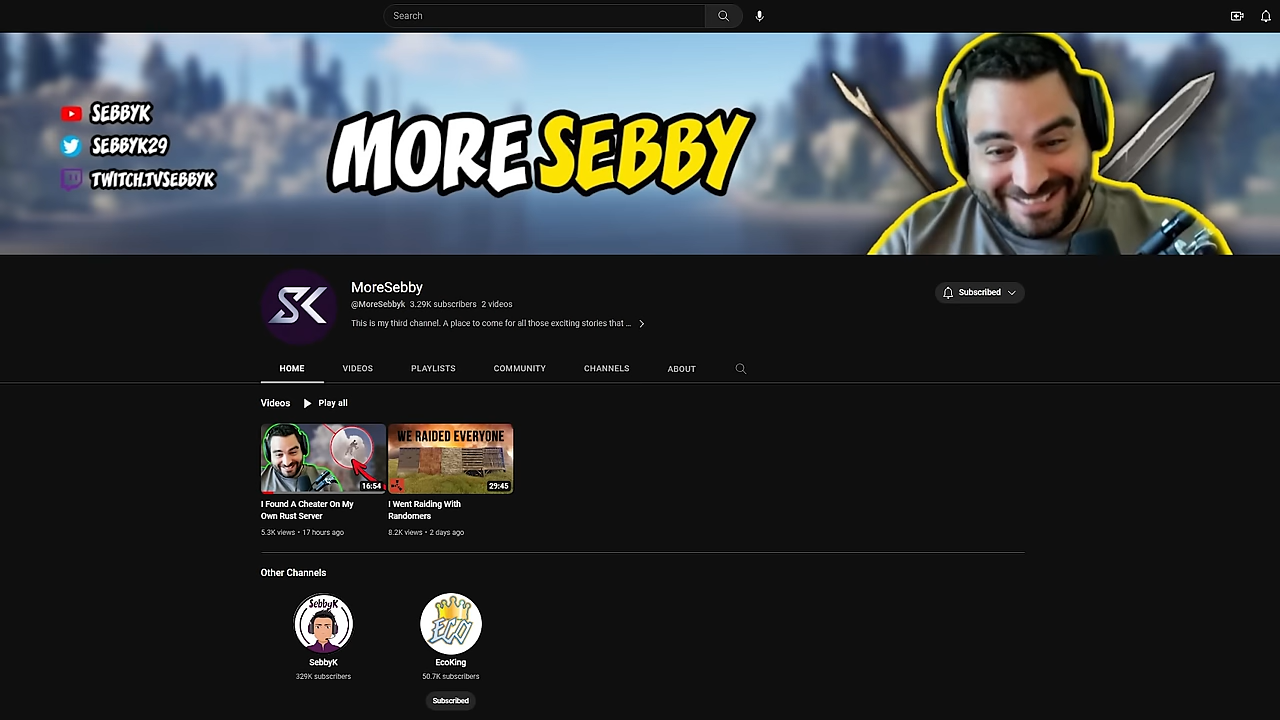 Search
SEBBYK
SEBBYK29
TWITCH.TVSEBBYK
MORE SEBBY
SK
MoreSebby
@MoreSebbyk 3.29K subscribers 2 videos
This is my third channel. A place to come for all those exciting stories that ...
Subscribed
HOME VIDEOS PLAYLISTS COMMUNITY CHANNELS ABOUT
Videos Play all
16:54
WE RAIDED EVERYONE
29:45
I Found A Cheater On My
Own Rust Server
5.3K views • 17 hours ago
I Went Raiding With
Randomers
8.2K views • 2 days ago
Other Channels
SebbyK
ECO
SebbyK
329K subscribers
EcoKing
50.7K subscribers
Subscribed